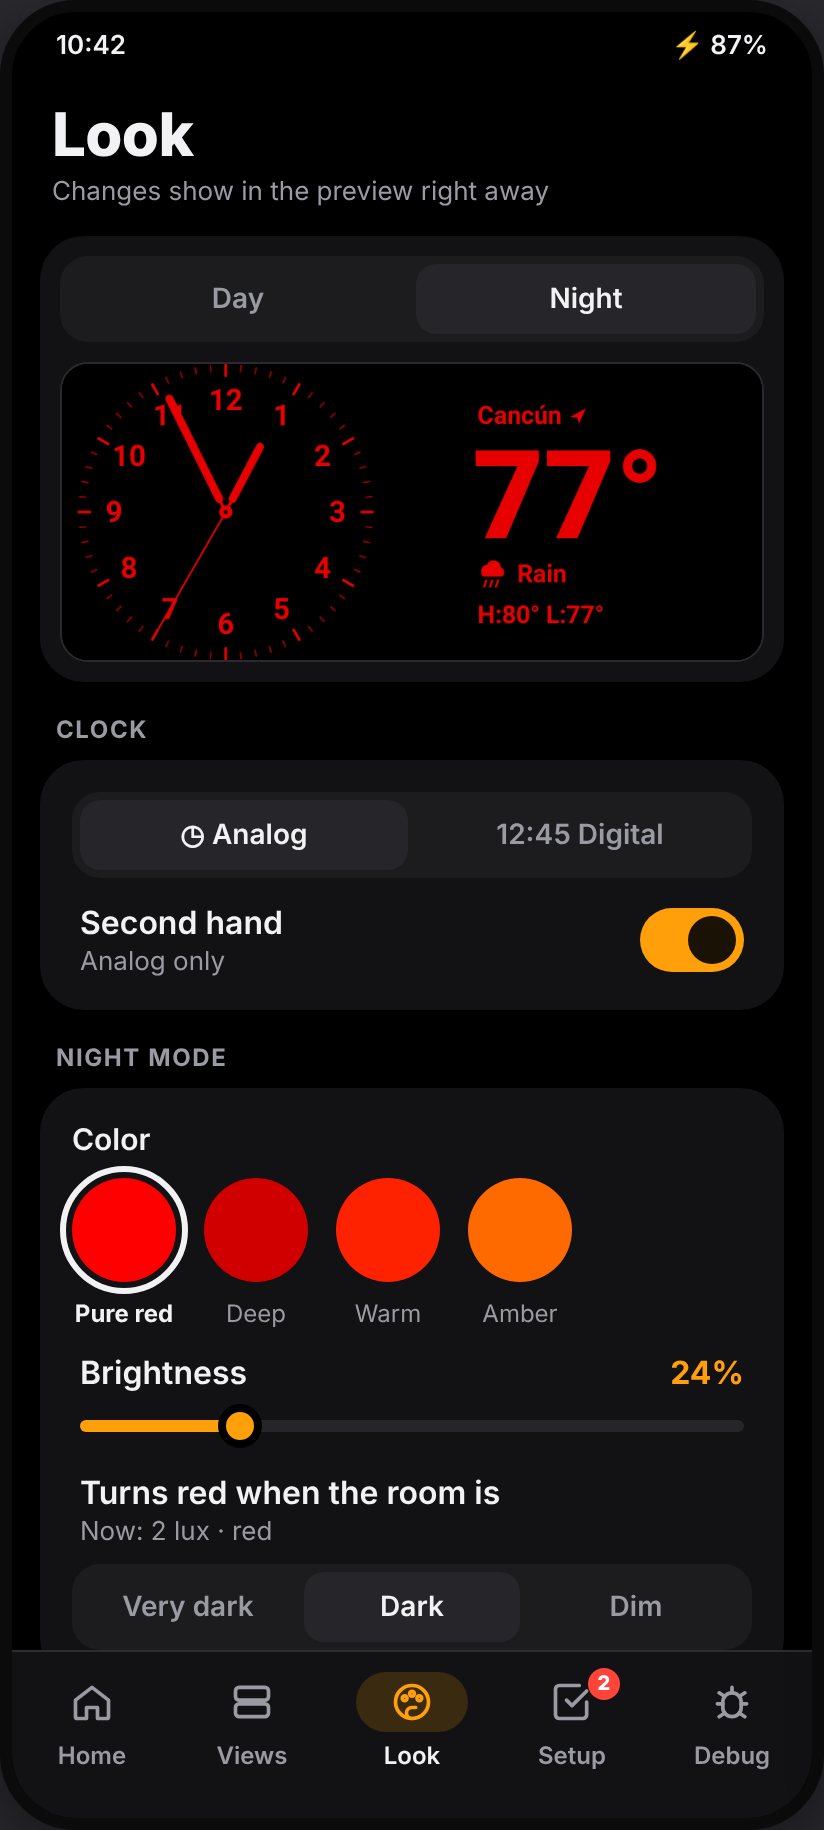 10:42
⚡ 87%
Look
Changes show in the preview right away
Day
Night
12
1
2
3
4
5
6
7
8
9
10
11
Cancún
77°
Rain
H:80° L:77°
CLOCK
Analog
12:45 Digital
Second hand
Analog only
NIGHT MODE
Color
Pure red
Deep
Warm
Amber
Brightness
24%
Turns red when the room is
Now: 2 lux · red
Very dark
Dark
Dim
2
Home
Views
Look
Setup
Debug